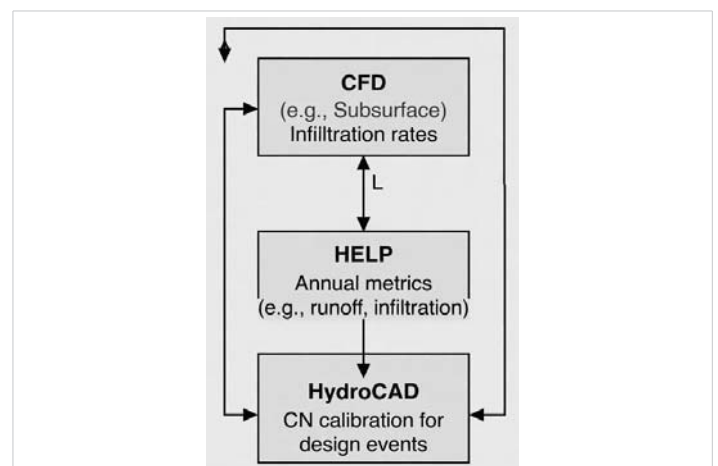 CFD
(e.g., Subsurface)
Infilltration rates
L
HELP
Annual metrics
(e.g., runoff, infiltration)
HydroCAD
CN calibration for
design events